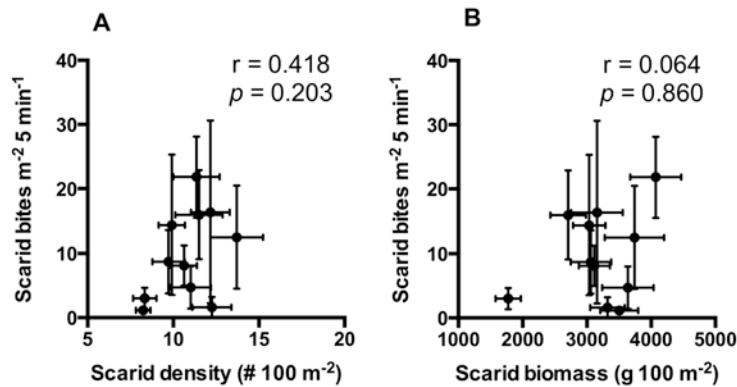 A
r = 0.418
p = 0.203
Scarid bites m⁻² 5 min⁻¹
40
30
20
10
0
5
10
15
20
Scarid density (# 100 m⁻²)
B
r = 0.064
p = 0.860
Scarid bites m⁻² 5 min⁻¹
40
30
20
10
0
1000
2000
3000
4000
5000
Scarid biomass (g 100 m⁻²)